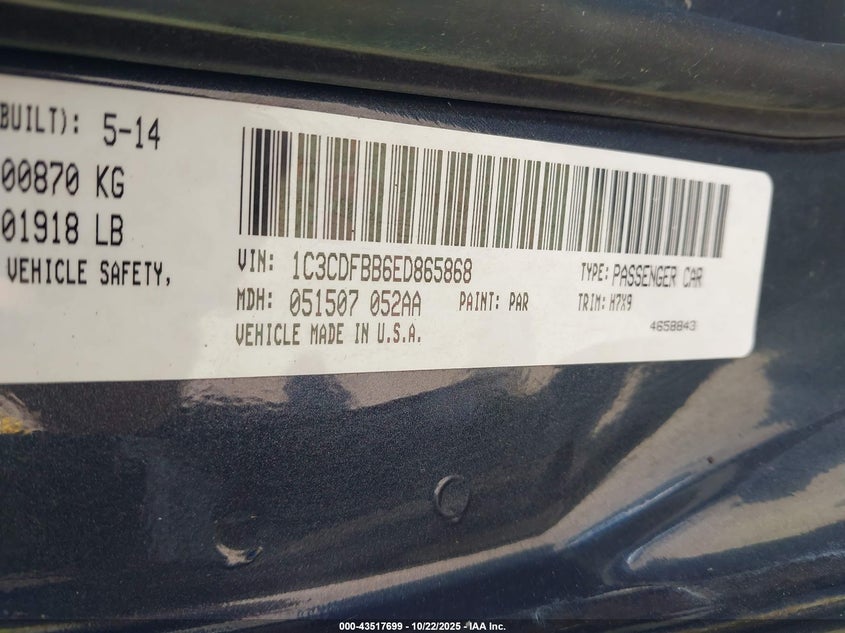 BUILT): 5-14
00870 KG
01918 LB
VEHICLE SAFETY,
VIN: 1C3CDFBB6ED865868
TYPE: PASSENGER CAR
MDH: 051507 052AA PAINT: PAR TRIM: H7X9
VEHICLE MADE IN U.S.A.
4658843
000-43517699 - 10/22/2025 - IAA Inc.